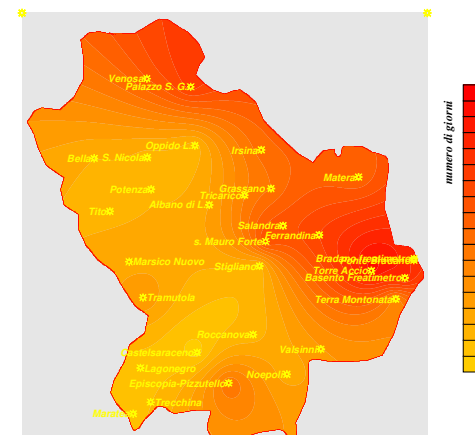 Venosa
Palazzo S. G.
numero di giorni
Oppido L.
Irsina
Bella
S. Nicola
Matera
Potenza
Grassano
Tricarico
Albano di L.
Tito
Salandra
Ferrandina
s. Mauro Forte
Marsico Nuovo
Stigliano
Bradano freatimetro
Torre Accio
Basento Freatimetro
Tramutola
Terra Montonata
Roccanova
Castelsaraceno
Valsinni
Lagonegro
Noepoli
Episcopia-Pizzutello
Trecchina